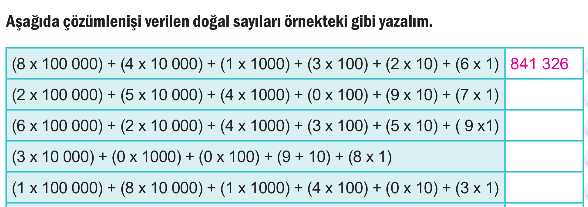 Aşağıda çözümlenişi verilen doğal sayıları örnekteki gibi yazalım.
(8 x 100 000) + (4 x 10 000) + (1 x 1000) + (3 x 100) + (2 x 10) + (6 x 1) 841 326
(2 x 100 000) + (5 x 10 000) + (4 x 1000) + (0 x 100) + (9 x 10) + (7 x 1)
(6 x 100 000) + (2 x 10 000) + (4 x 1000) + (3 x 100) + (5 x 10) + ( 9 x1)
(3 x 10 000) + (0 x 1000) + (0 x 100) + (9 + 10) + (8 x 1)
(1 x 100 000) + (8 x 10 000) + (1 x 1000) + (4 x 100) + (0 x 10) + (3 x 1)